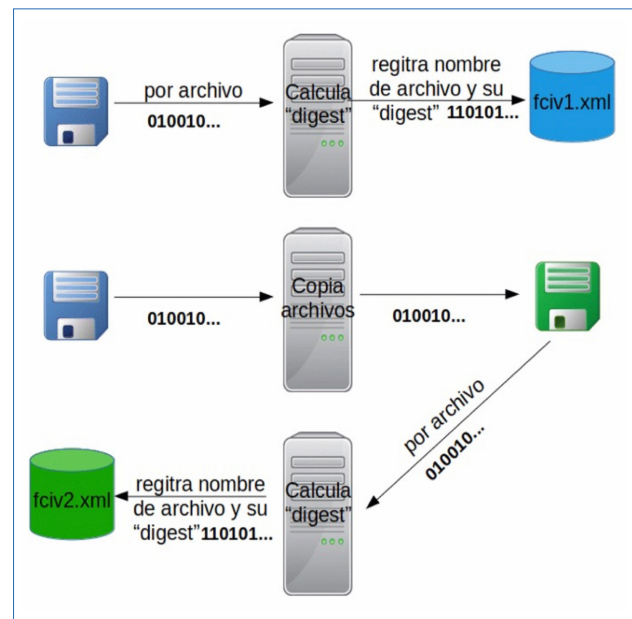 por archivo
010010...
Calcula
“digest”
regitra nombre
de archivo y su
“digest” 110101...
fciv1.xml
010010...
Copia
archivos
010010...
por archivo
010010...
Calcula
“digest”
regitra nombre
de archivo y su
“digest”110101...
fciv2.xml